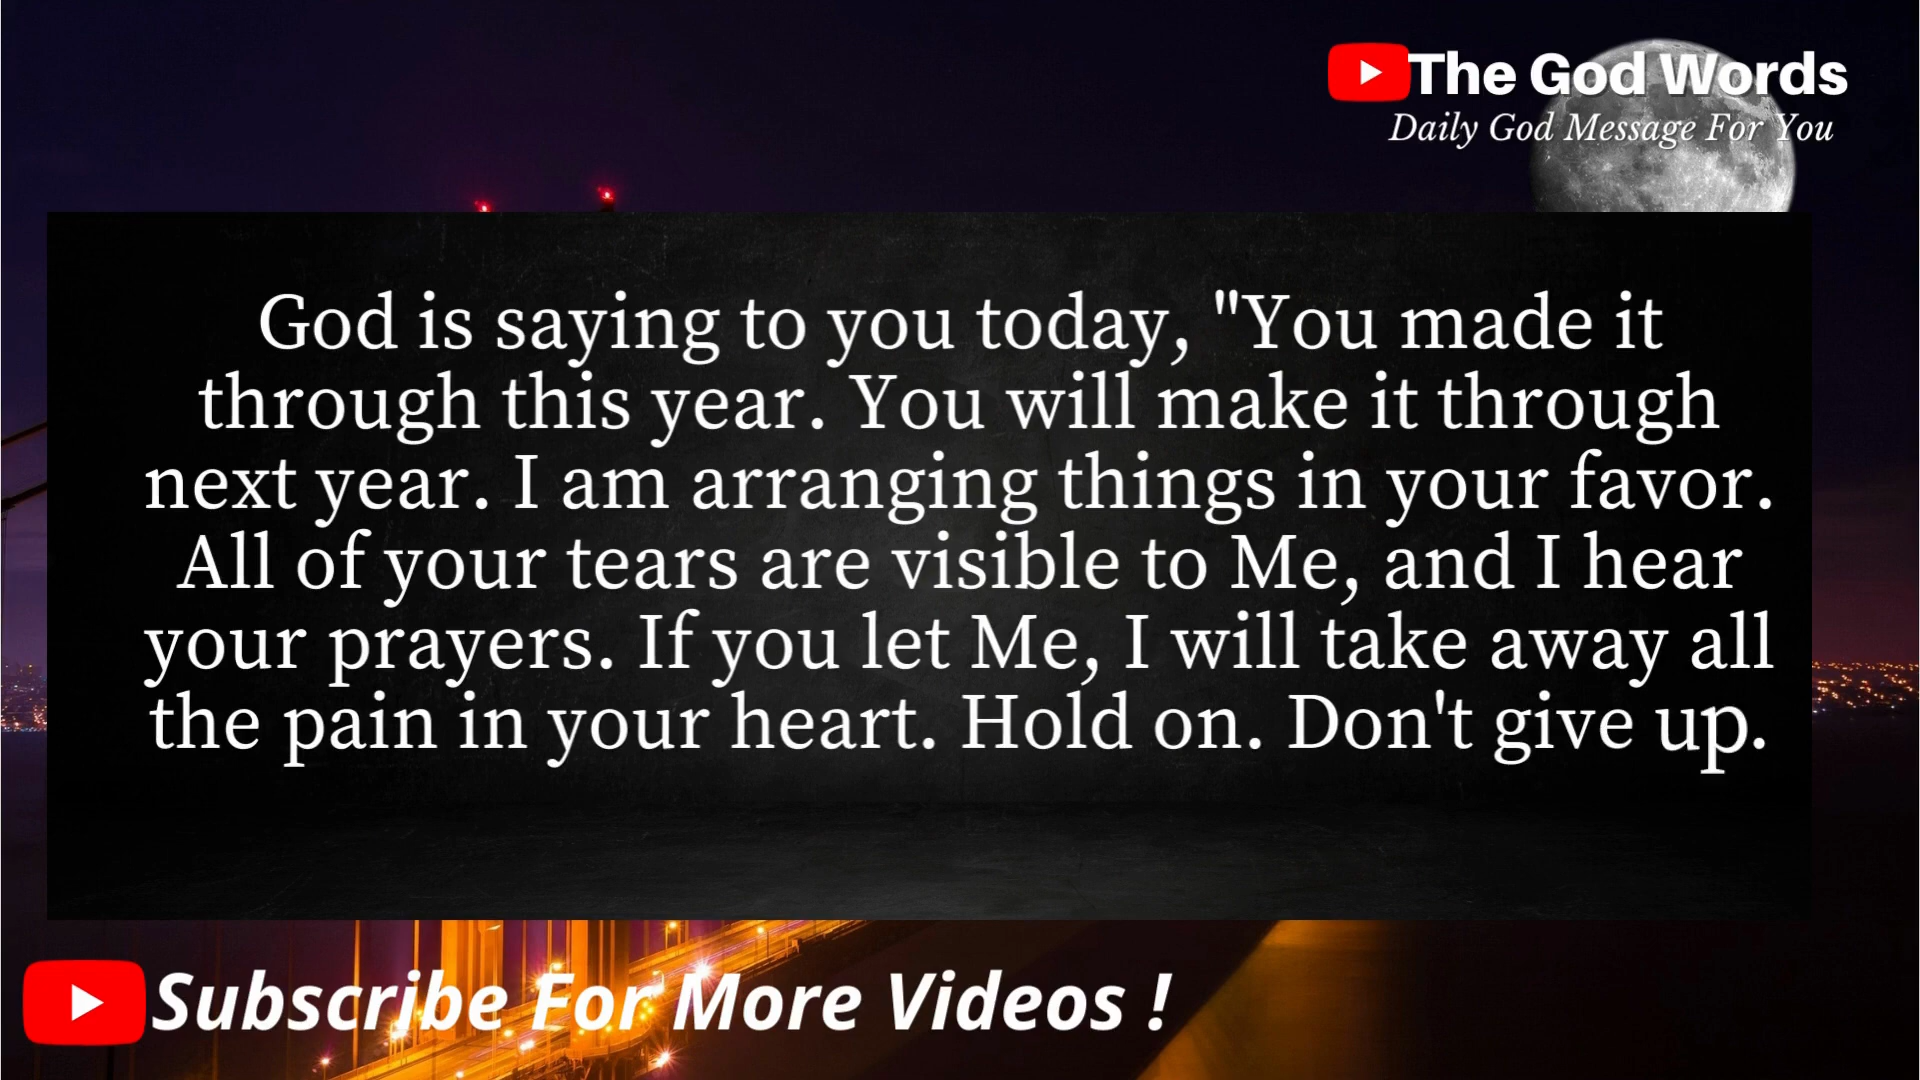 The God Words
Daily God Message For You
God is saying to you today, "You made it
through this year. You will make it through
next year. I am arranging things in your favor.
All of your tears are visible to Me, and I hear
your prayers. If you let Me, I will take away all
the pain in your heart. Hold on. Don't give up.
Subscribe For More Videos !